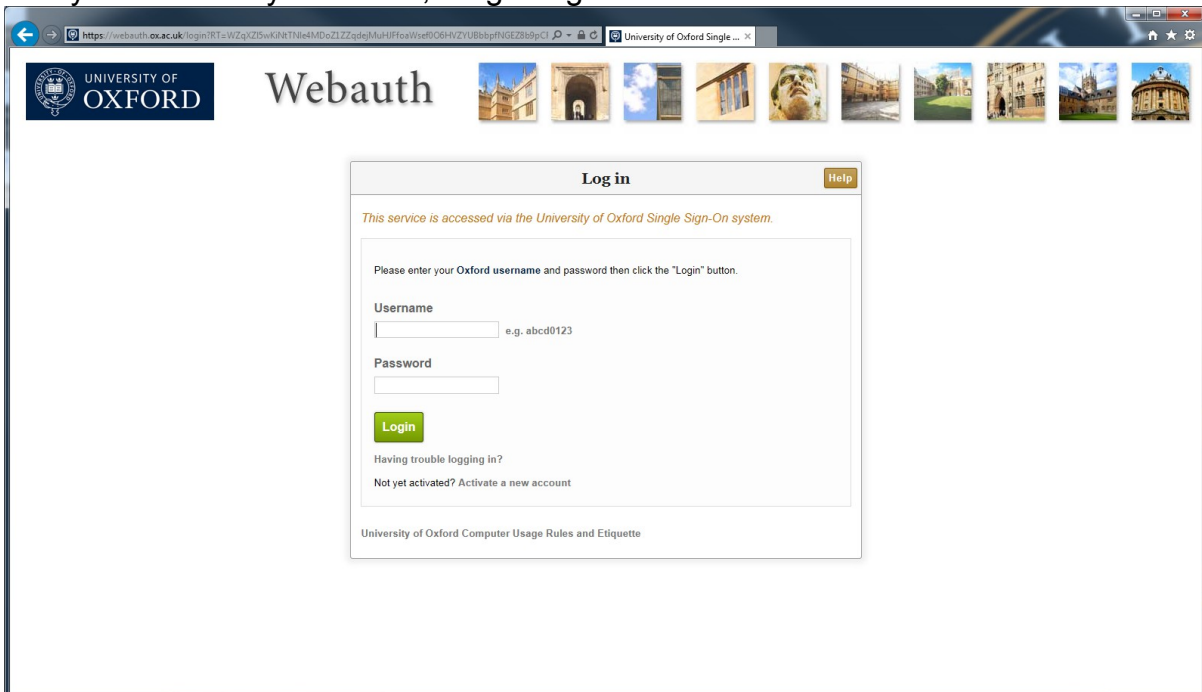 https://webauth.ox.ac.uk/login?RT=
University of Oxford Single ...
UNIVERSITY OF
OXFORD
Webauth
Log in
Help
This service is accessed via the University of Oxford Single Sign-On system.
Please enter your Oxford username and password then click the "Login" button.
Username
e.g. abcd0123
Password
Login
Having trouble logging in?
Not yet activated? Activate a new account
University of Oxford Computer Usage Rules and Etiquette